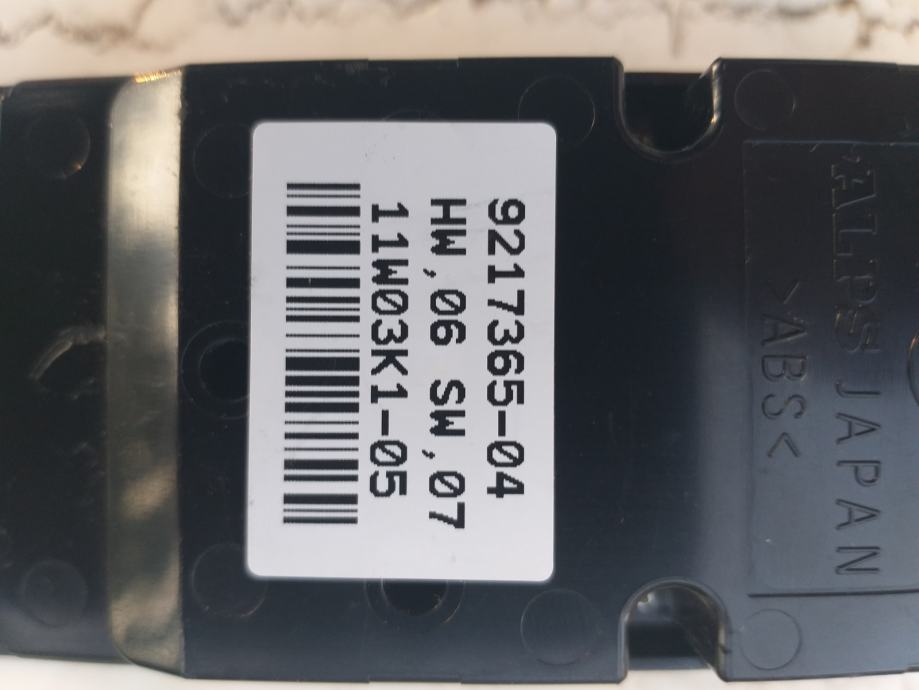 9217365-04
HW,06 SW,07
11W03K1-05
ALPS JAPAN
>ABS<